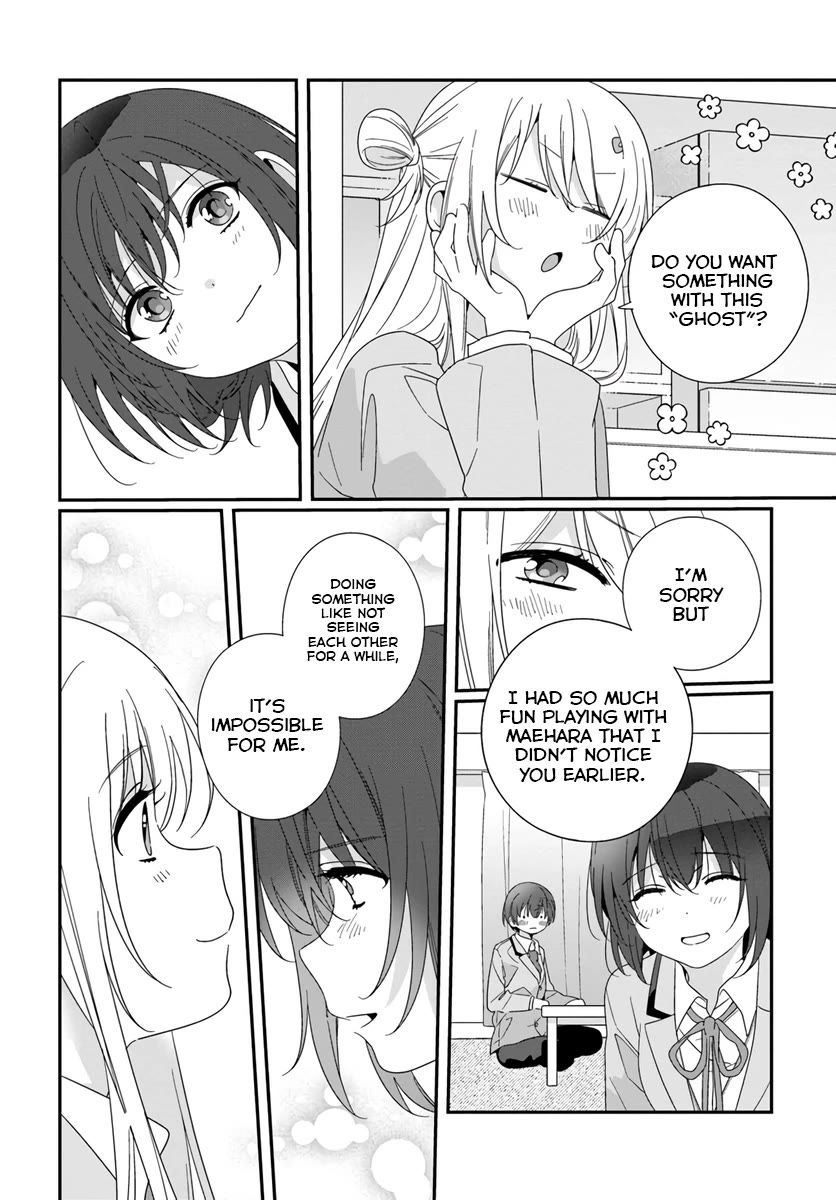 DO YOU WANT
SOMETHING
WITH THIS
"GHOST"?
I'M
SORRY
BUT
I HAD SO MUCH
FUN PLAYING WITH
MAEHARA THAT I
DIDN'T NOTICE
YOU EARLIER.
DOING
SOMETHING
LIKE NOT
SEEING
EACH OTHER
FOR A WHILE,
IT'S
IMPOSSIBLE
FOR ME.